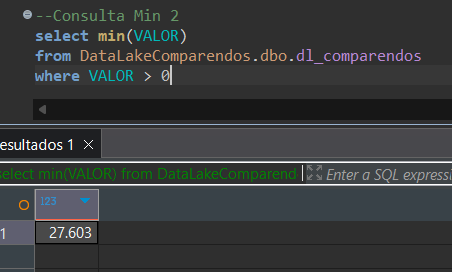 --Consulta Min 2
select min(VALOR)
from DataLakeComparendos.dbo.dl_comparendos
where VALOR > 0
esultados 1
select min(VALOR) from DataLakeComparend
Enter a SQL expressi
123
1 27.603